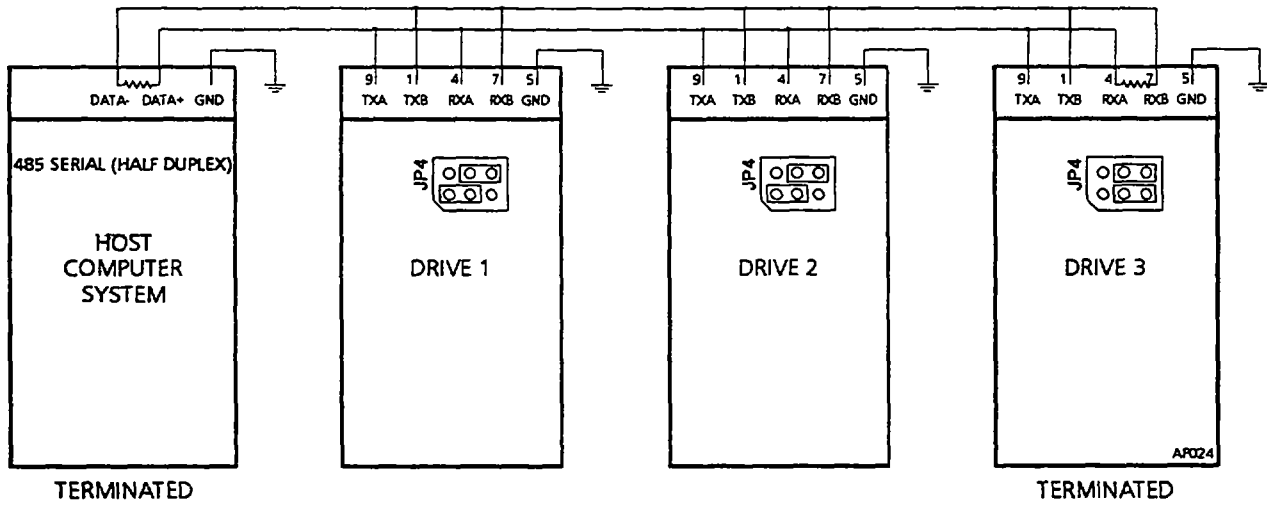 DATA- DATA+ GND
485 SERIAL (HALF DUPLEX)
HOST
COMPUTER
SYSTEM
TERMINATED
9 1 4 7 5
TXA TXB RXA RXB GND
JP4
DRIVE 1
9 1 4 7 5
TXA TXB RXA RXB GND
JP4
DRIVE 2
9 1 4 7 5
TXA TXB RXA RXB GND
JP4
DRIVE 3
AP024
TERMINATED